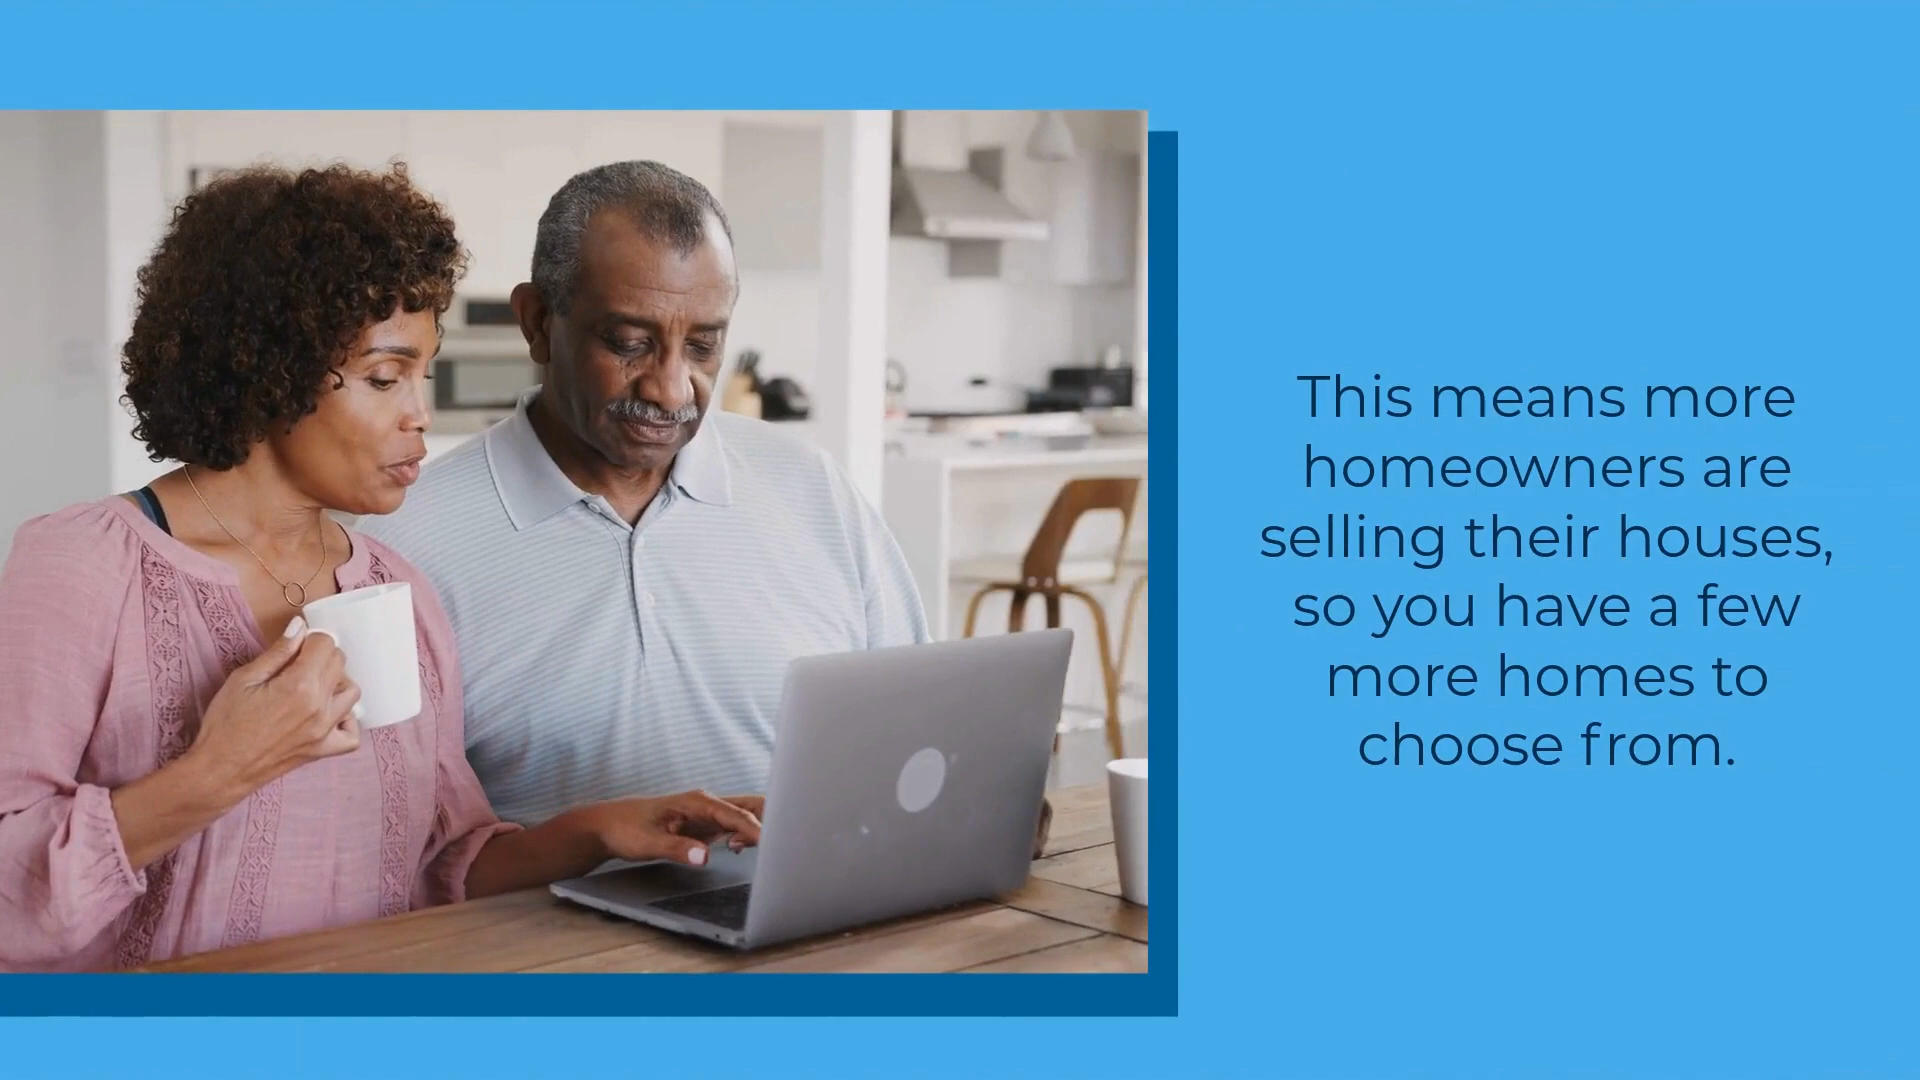 This means more
homeowners are
selling their houses,
so you have a few
more homes to
choose from.